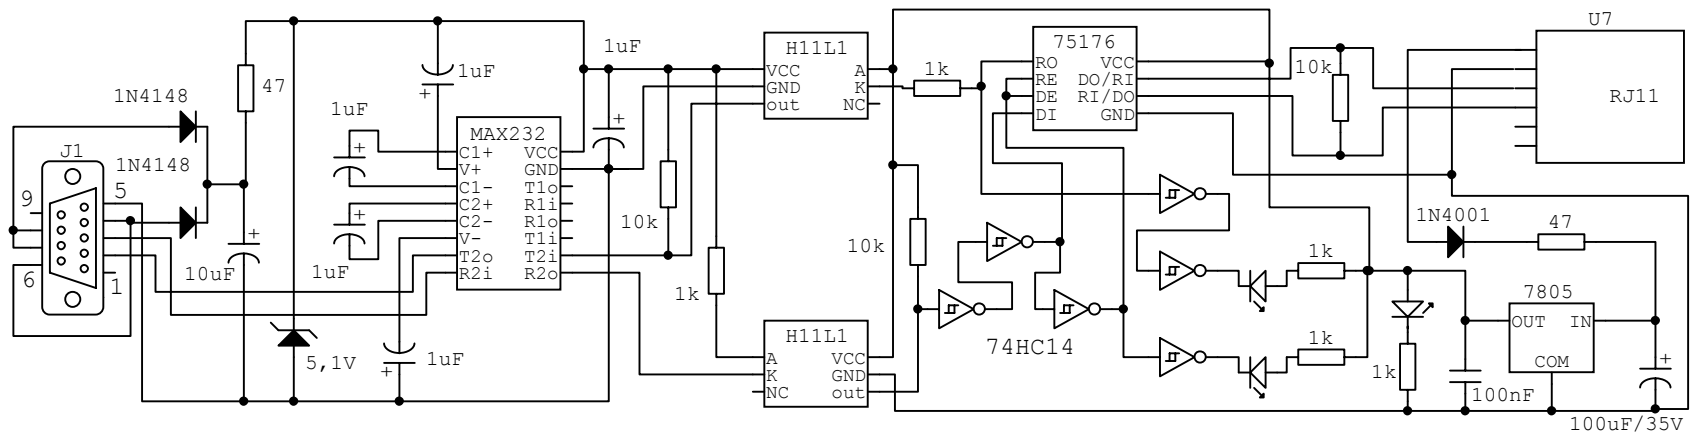 U7
1uF
H11L1
75176
1uF
VCC
A
1k
RO
VCC
10k
47
GND
K
RE
DO/RI
RJ11
1N4148
out
NC
DE
RI/DO
1uF
DI
GND
MAX232
J1
C1+
VCC
1N4148
V+
GND
9
5
C1-
T1o
C2+
R1i
1N4001
47
C2-
R1o
10k
V-
T1i
10k
1k
6
1
10uF
1uF
T2o
T2i
R2i
R2o
1k
7805
OUT
IN
H11L1
74HC14
1k
5,1V
1uF
A
VCC
COM
K
GND
1k
NC
out
100nF
100uF/35V